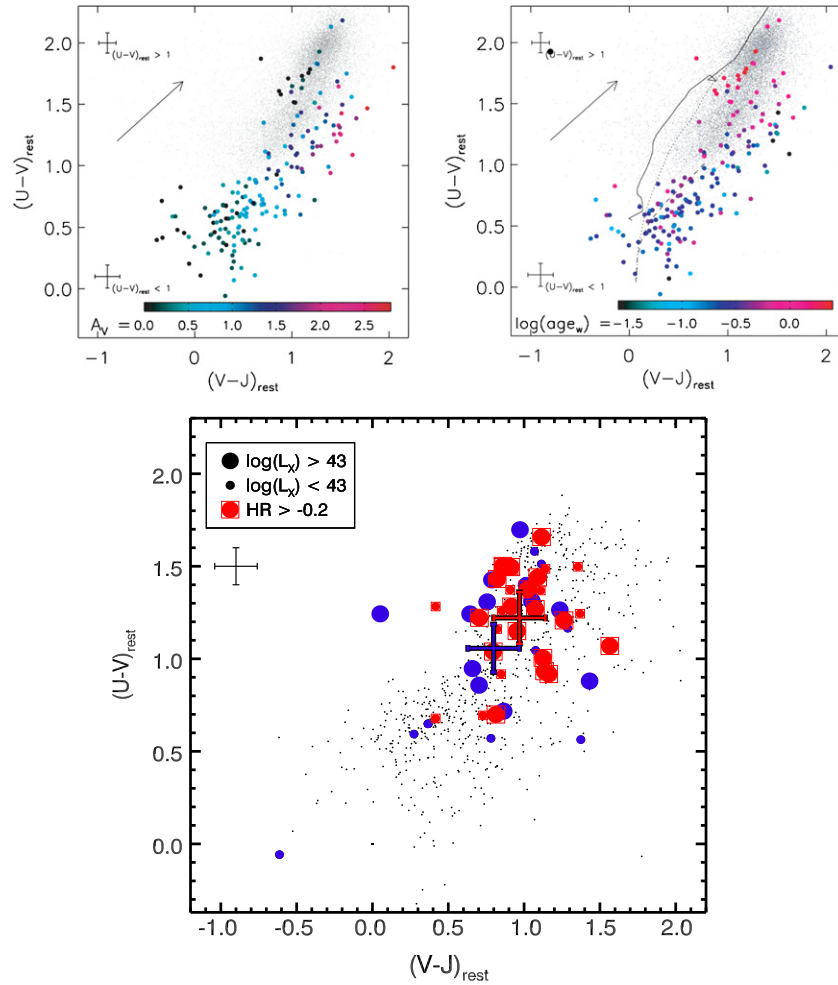 2.0
1.5
1.0
0.5
0.0
(U−V)rest
(U−V)rest > 1
(U−V)rest < 1
AV =
0.0 0.5 1.0 1.5 2.0 2.5
−1 0 1 2
(V−J)rest
2.0
1.5
1.0
0.5
0.0
(U−V)rest
(U−V)rest > 1
(U−V)rest < 1
log(agew) =
−1.5 −1.0 −0.5 0.0
−1 0 1 2
(V−J)rest
2.0
1.5
1.0
0.5
0.0
(U-V)rest
log(LX) > 43
log(LX) < 43
HR > -0.2
-1.0 -0.5 0.0 0.5 1.0 1.5 2.0
(V-J)rest